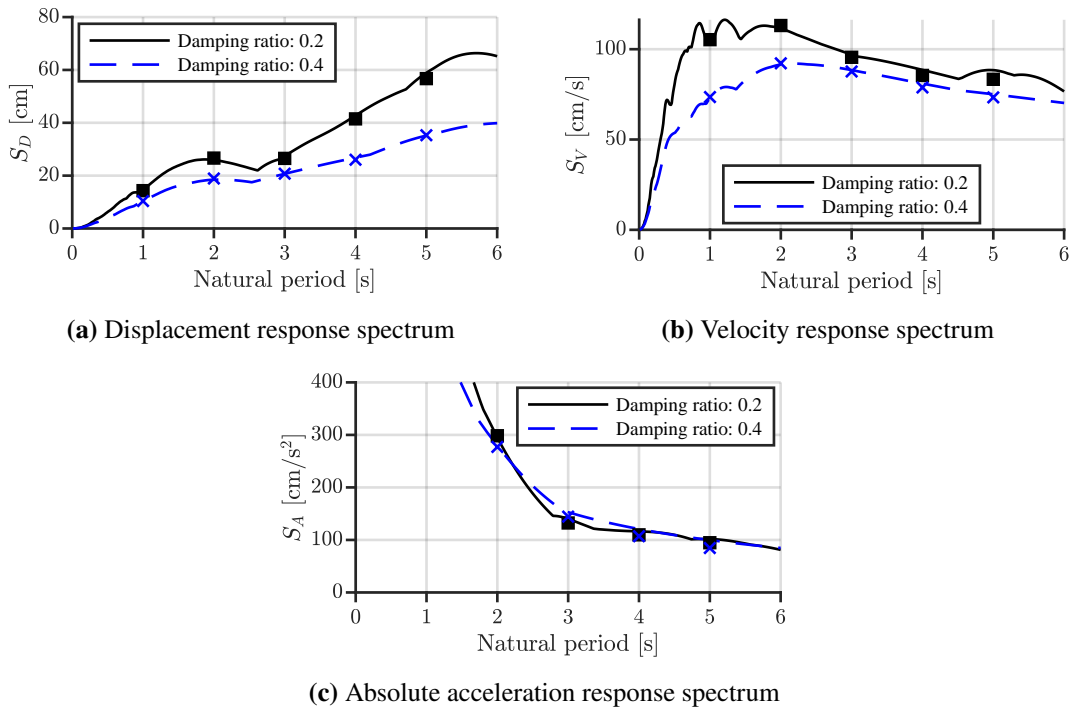 80
60
40
20
0
S_D [cm]
Damping ratio: 0.2
Damping ratio: 0.4
0 1 2 3 4 5 6
Natural period [s]
(a) Displacement response spectrum
100
50
0
S_V [cm/s]
Damping ratio: 0.2
Damping ratio: 0.4
0 1 2 3 4 5 6
Natural period [s]
(b) Velocity response spectrum
400
300
200
100
0
S_A [cm/s²]
Damping ratio: 0.2
Damping ratio: 0.4
0 1 2 3 4 5 6
Natural period [s]
(c) Absolute acceleration response spectrum